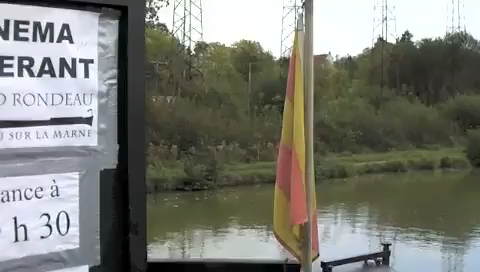 NEMA
ERANT
D RONDEAU
U SUR LA MARNE
ance à
h 30